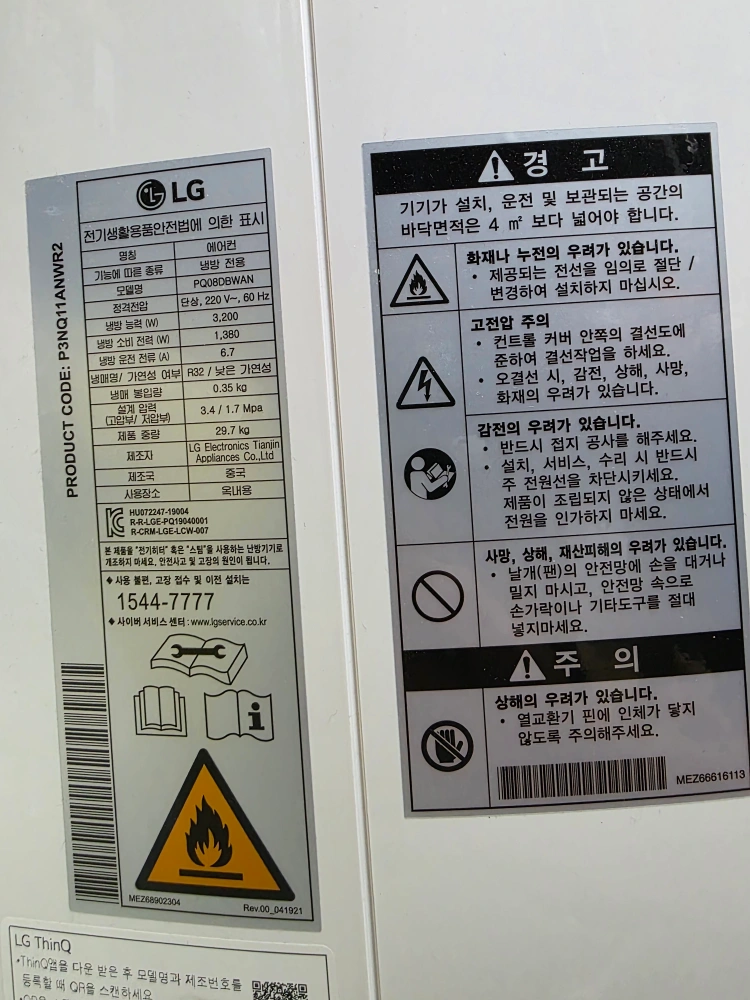 PRODUCT CODE: P3NQ11ANWR2
LG
전기생활용품안전법에 의한 표시
명칭 에어컨
기능에 따른 종류 냉방 전용
모델명 PQ08DBWAN
정격전압 단상, 220 V~, 60 Hz
냉방 능력 (W) 3,200
냉방 소비 전력 (W) 1,380
냉방 운전 전류 (A) 6.7
냉매명/ 가연성 여부 R32 / 낮은 가연성
냉매 봉입량 0.35 kg
설계 압력
(고압부/ 저압부) 3.4 / 1.7 Mpa
제품 중량 29.7 kg
제조자 LG Electronics Tianjin
Appliances Co.,Ltd
제조국 중국
사용장소 옥내용
HU072247-19004
R-R-LGE-PQ19040001
R-CRM-LGE-LCW-007
본 제품을 "전기히터" 혹은 "스팀"을 사용하는 난방기기로
개조하지 마세요. 안전사고 및 고장의 원인이 됩니다.
◆ 사용 불편, 고장 접수 및 이전 설치는
1544-7777
◆ 사이버 서비스 센터 : www.lgservice.co.kr
MEZ68902304
Rev.00_041921
LG ThinQ
•ThinQ앱을 다운 받은 후 모델명과 제조번호를
등록할 때 QR을 스캔하세요
경 고
기기가 설치, 운전 및 보관되는 공간의
바닥면적은 4 ㎡ 보다 넓어야 합니다.
화재나 누전의 우려가 있습니다.
• 제공되는 전선을 임의로 절단 /
변경하여 설치하지 마십시오.
고전압 주의
• 컨트롤 커버 안쪽의 결선도에
준하여 결선작업을 하세요.
• 오결선 시, 감전, 상해, 사망,
화재의 우려가 있습니다.
감전의 우려가 있습니다.
• 반드시 접지 공사를 해주세요.
• 설치, 서비스, 수리 시 반드시
주 전원선을 차단시키세요.
제품이 조립되지 않은 상태에서
전원을 인가하지 마세요.
사망, 상해, 재산피해의 우려가 있습니다.
• 날개(팬)의 안전망에 손을 대거나
밀지 마시고, 안전망 속으로
손가락이나 기타도구를 절대
넣지마세요.
주 의
상해의 우려가 있습니다.
• 열교환기 핀에 인체가 닿지
않도록 주의해주세요.
MEZ66616113